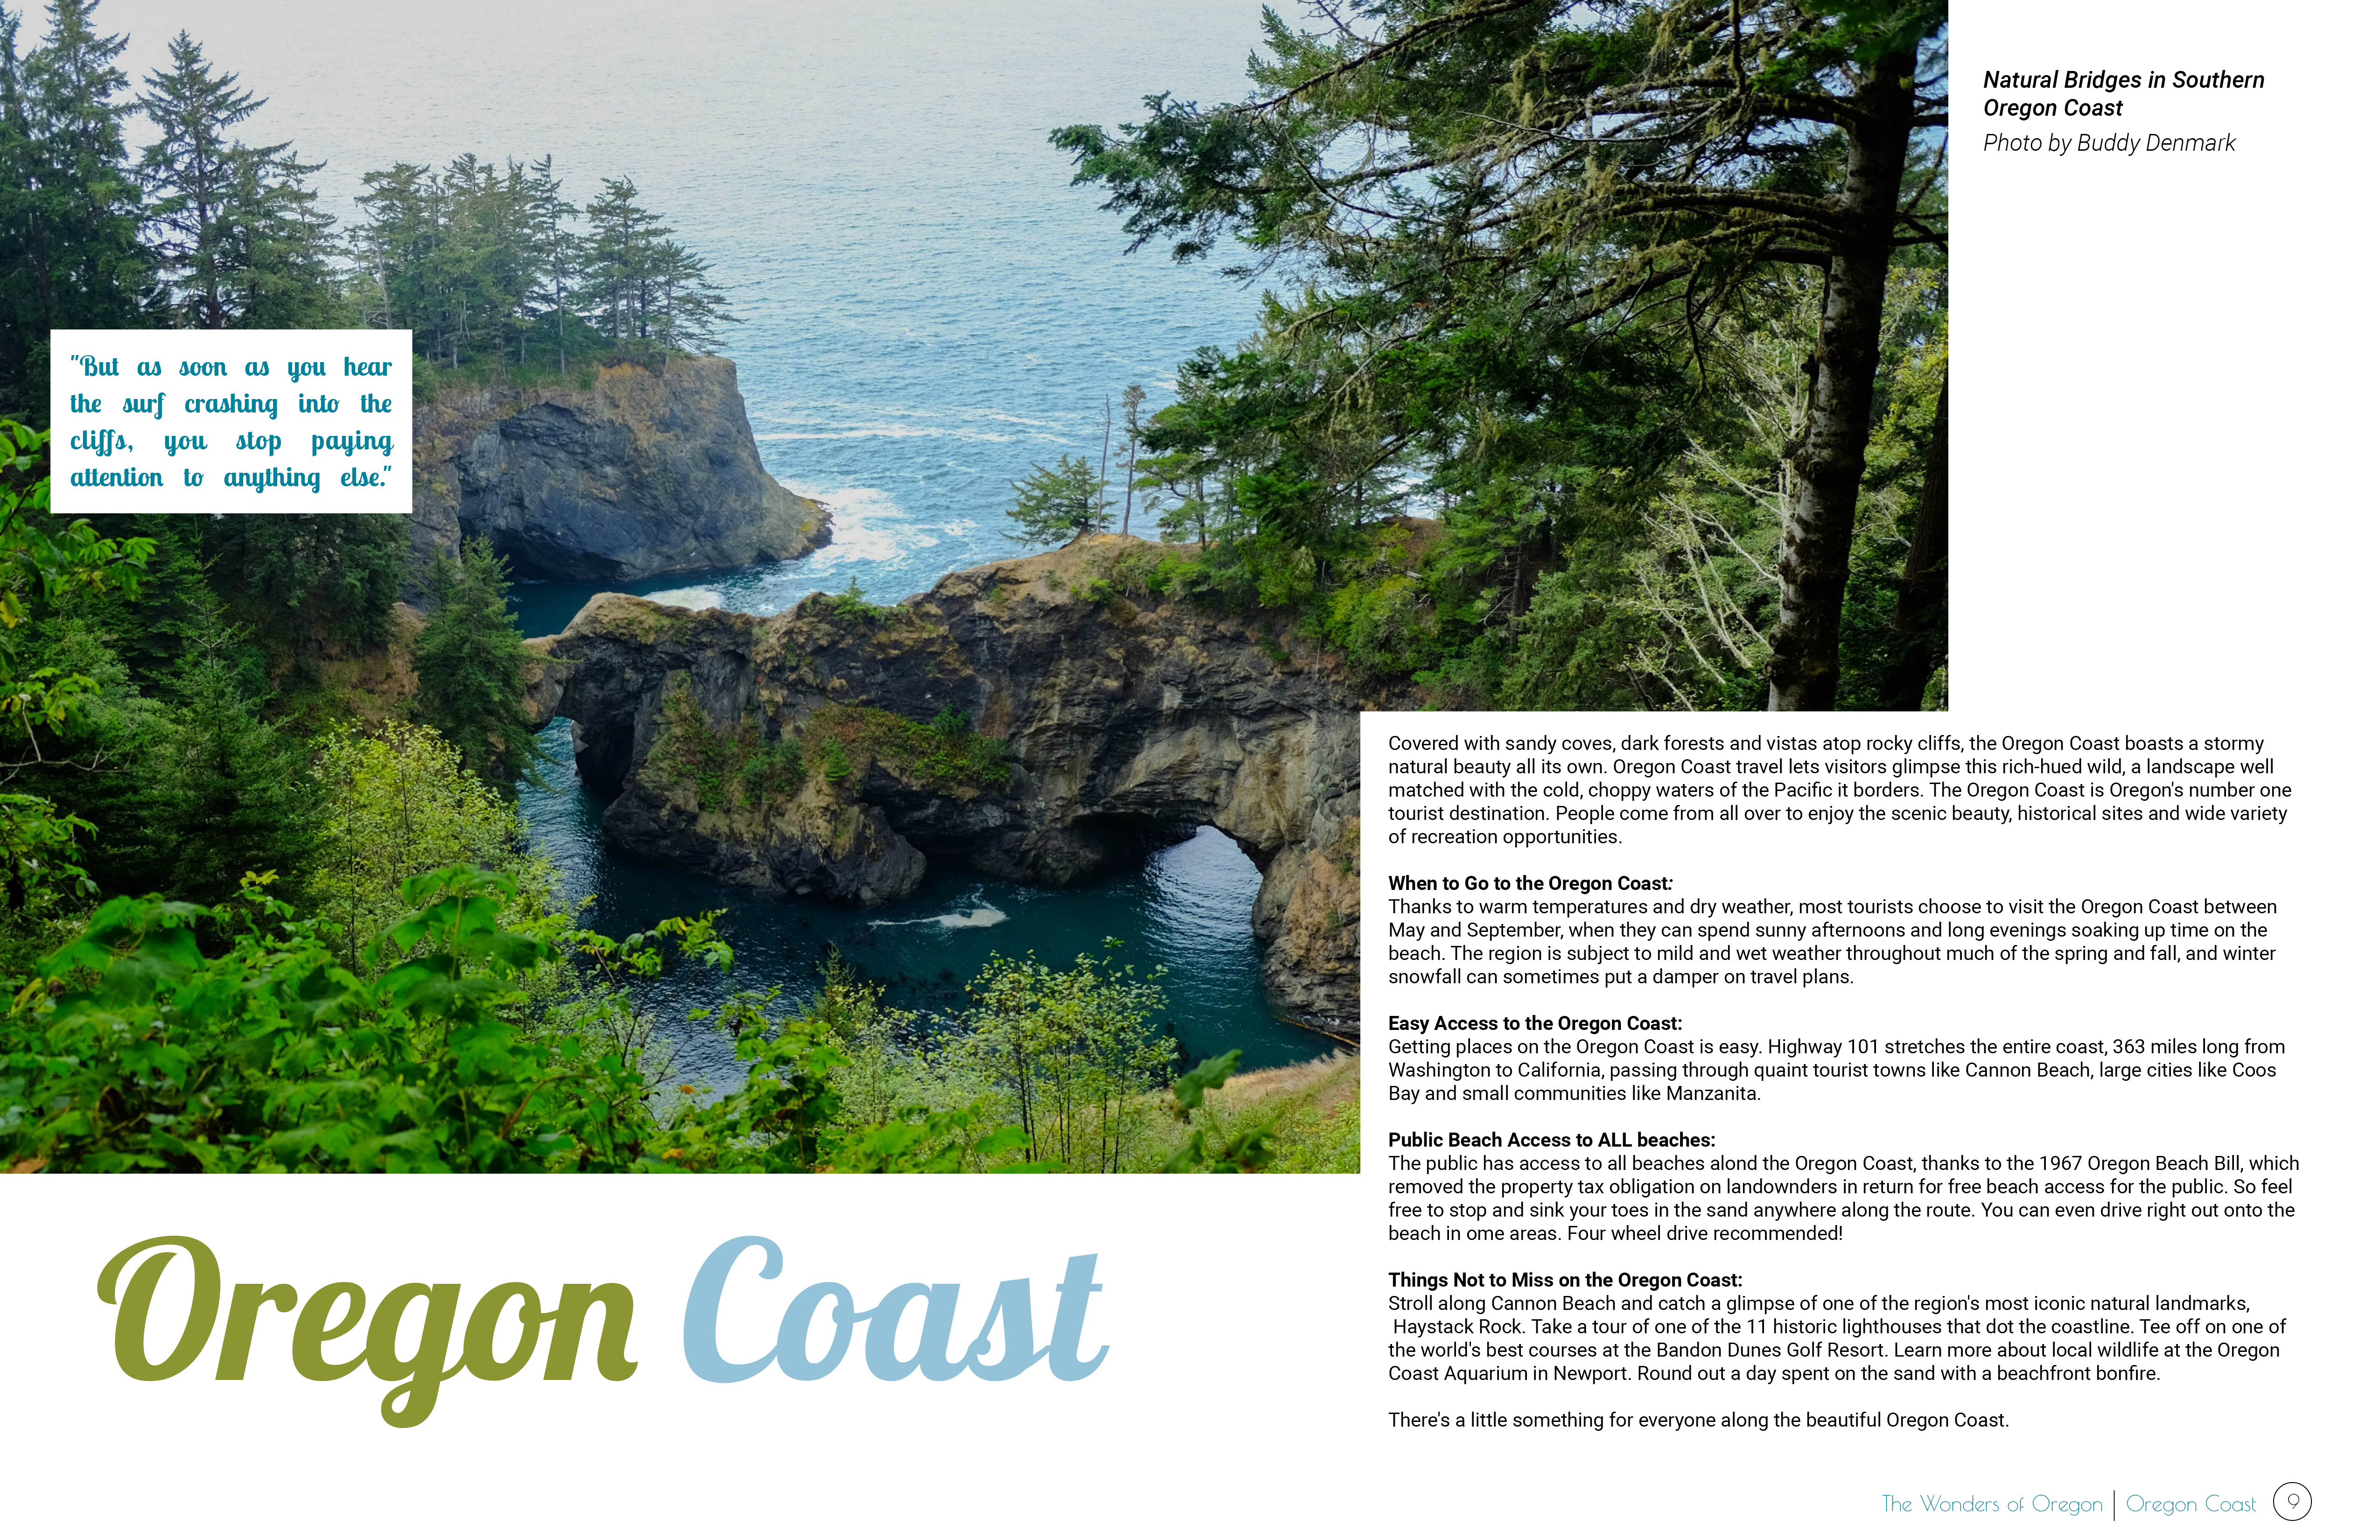 Natural Bridges in Southern
Oregon Coast
Photo by Buddy Denmark
"But as soon as you hear
the surf crashing into the
cliffs, you stop paying
attention to anything else."
Covered with sandy coves, dark forests and vistas atop rocky cliffs, the Oregon Coast boasts a stormy
natural beauty all its own. Oregon Coast travel lets visitors glimpse this rich-hued wild, a landscape well
matched with the cold, choppy waters of the Pacific it borders. The Oregon Coast is Oregon's number one
tourist destination. People come from all over to enjoy the scenic beauty, historical sites and wide variety
of recreation opportunities.
When to Go to the Oregon Coast:
Thanks to warm temperatures and dry weather, most tourists choose to visit the Oregon Coast between
May and September, when they can spend sunny afternoons and long evenings soaking up time on the
beach. The region is subject to mild and wet weather throughout much of the spring and fall, and winter
snowfall can sometimes put a damper on travel plans.
Easy Access to the Oregon Coast:
Getting places on the Oregon Coast is easy. Highway 101 stretches the entire coast, 363 miles long from
Washington to California, passing through quaint tourist towns like Cannon Beach, large cities like Coos
Bay and small communities like Manzanita.
Public Beach Access to ALL beaches:
The public has access to all beaches alond the Oregon Coast, thanks to the 1967 Oregon Beach Bill, which
removed the property tax obligation on landownders in return for free beach access for the public. So feel
free to stop and sink your toes in the sand anywhere along the route. You can even drive right out onto the
beach in ome areas. Four wheel drive recommended!
Things Not to Miss on the Oregon Coast:
Stroll along Cannon Beach and catch a glimpse of one of the region's most iconic natural landmarks,
Haystack Rock. Take a tour of one of the 11 historic lighthouses that dot the coastline. Tee off on one of
the world's best courses at the Bandon Dunes Golf Resort. Learn more about local wildlife at the Oregon
Coast Aquarium in Newport. Round out a day spent on the sand with a beachfront bonfire.
There's a little something for everyone along the beautiful Oregon Coast.
Oregon Coast
The Wonders of Oregon | Oregon Coast 9